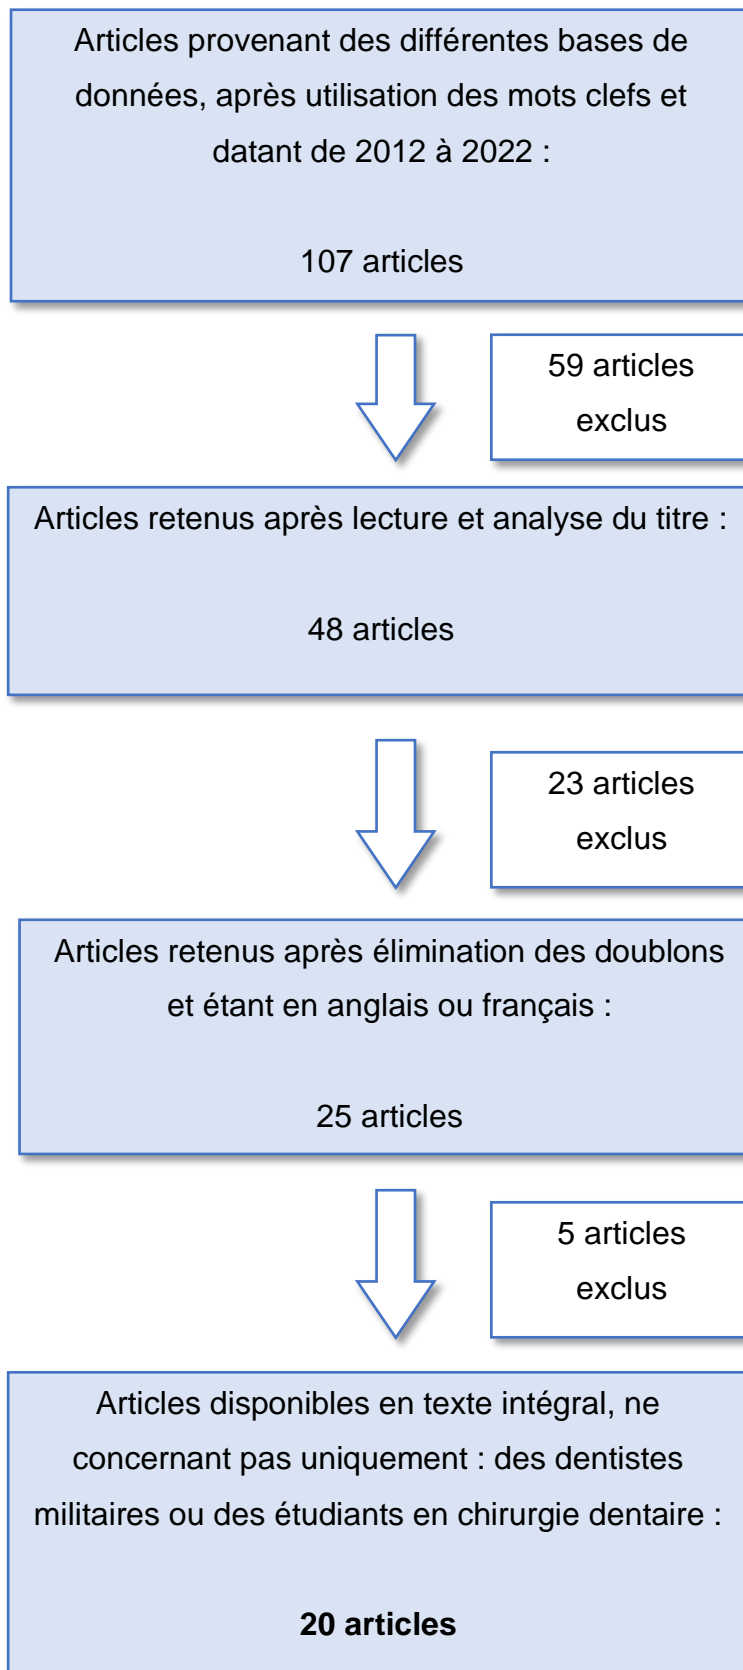 Articles provenant des différentes bases de
données, après utilisation des mots clefs et
datant de 2012 à 2022 :
107 articles
59 articles
exclus
Articles retenus après lecture et analyse du titre :
48 articles
23 articles
exclus
Articles retenus après élimination des doublons
et étant en anglais ou français :
25 articles
5 articles
exclus
Articles disponibles en texte intégral, ne
concernant pas uniquement : des dentistes
militaires ou des étudiants en chirurgie dentaire :
20 articles